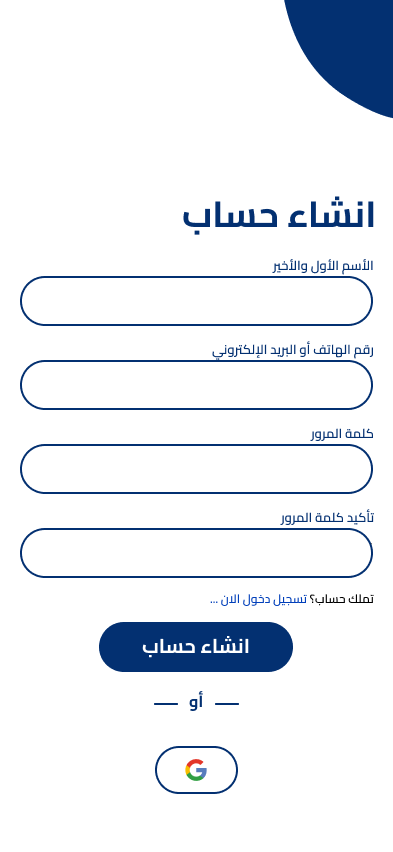 انشاء حساب
الأسم الأول والأخير
رقم الهاتف أو البريد الإلكتروني
كلمة المرور
تأكيد كلمة المرور
تملك حساب؟ تسجيل دخول الان ...
انشاء حساب
أو